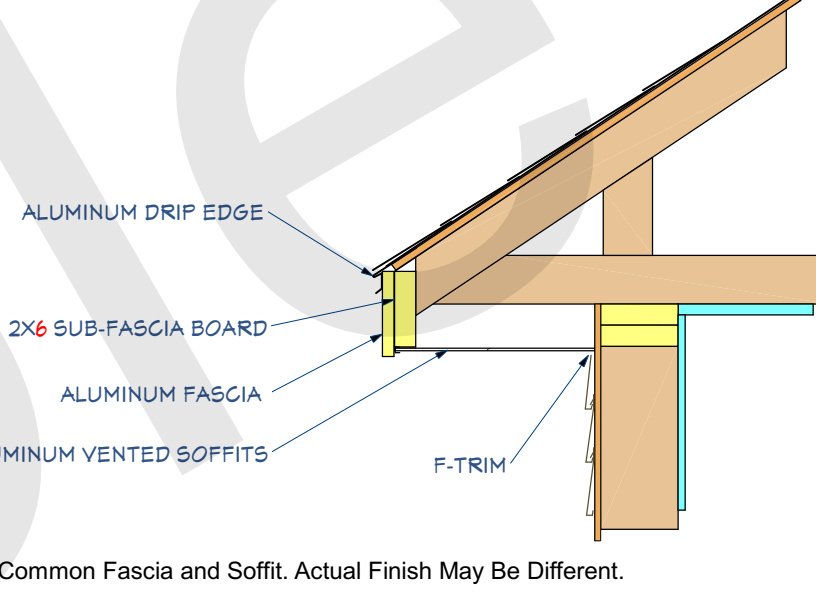 ALUMINUM DRIP EDGE
2X6 SUB-FASCIA BOARD
ALUMINUM FASCIA
UMINUM VENTED SOFFITS
F-TRIM
Common Fascia and Soffit. Actual Finish May Be Different.